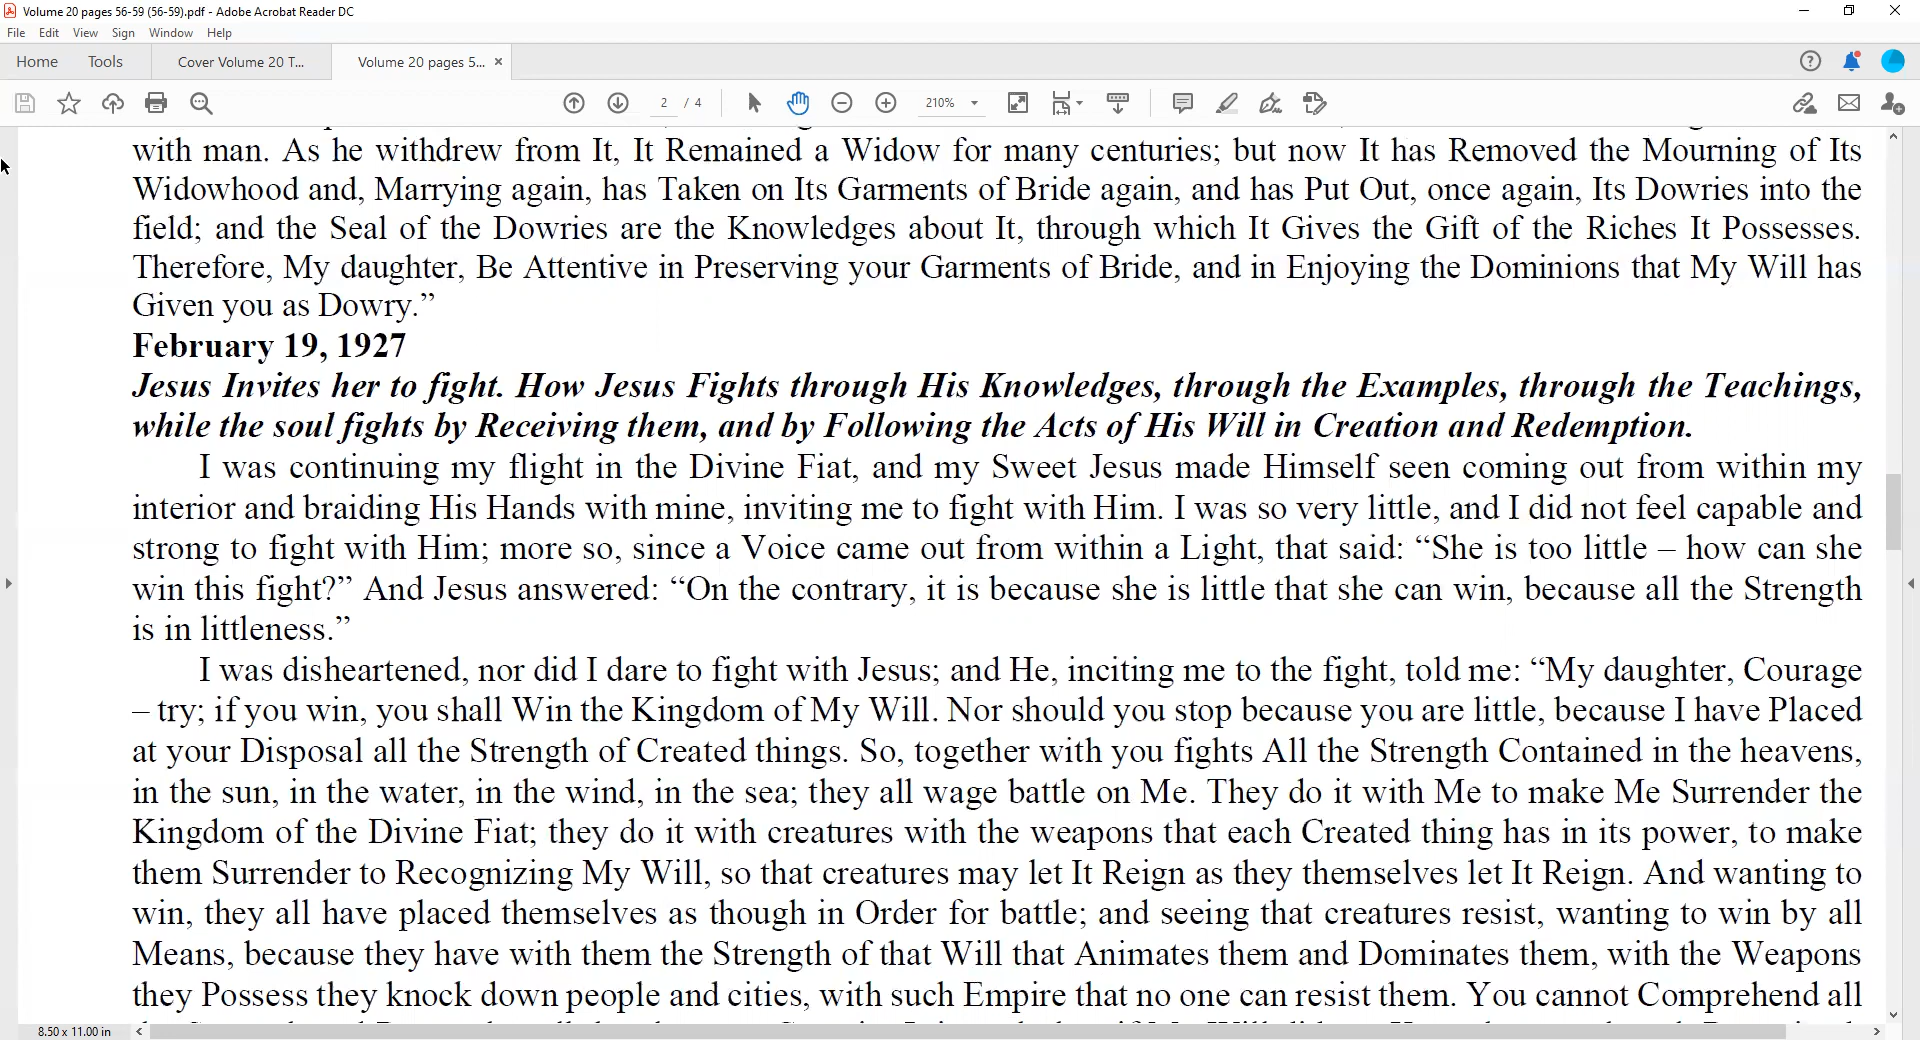 Volume 20 pages 56-59 (56-59).pdf - Adobe Acrobat Reader DC
File Edit View Sign Window Help
Home Tools Cover Volume 20 T... Volume 20 pages 5...
2 / 4 210%
with man. As he withdrew from It, It Remained a Widow for many centuries; but now It has Removed the Mourning of Its
Widowhood and, Marrying again, has Taken on Its Garments of Bride again, and has Put Out, once again, Its Dowries into the
field; and the Seal of the Dowries are the Knowledges about It, through which It Gives the Gift of the Riches It Possesses.
Therefore, My daughter, Be Attentive in Preserving your Garments of Bride, and in Enjoying the Dominions that My Will has
Given you as Dowry.”
February 19, 1927
Jesus Invites her to fight. How Jesus Fights through His Knowledges, through the Examples, through the Teachings,
while the soul fights by Receiving them, and by Following the Acts of His Will in Creation and Redemption.
I was continuing my flight in the Divine Fiat, and my Sweet Jesus made Himself seen coming out from within my
interior and braiding His Hands with mine, inviting me to fight with Him. I was so very little, and I did not feel capable and
strong to fight with Him; more so, since a Voice came out from within a Light, that said: “She is too little – how can she
win this fight?” And Jesus answered: “On the contrary, it is because she is little that she can win, because all the Strength
is in littleness.”
I was disheartened, nor did I dare to fight with Jesus; and He, inciting me to the fight, told me: “My daughter, Courage
– try; if you win, you shall Win the Kingdom of My Will. Nor should you stop because you are little, because I have Placed
at your Disposal all the Strength of Created things. So, together with you fights All the Strength Contained in the heavens,
in the sun, in the water, in the wind, in the sea; they all wage battle on Me. They do it with Me to make Me Surrender the
Kingdom of the Divine Fiat; they do it with creatures with the weapons that each Created thing has in its power, to make
them Surrender to Recognizing My Will, so that creatures may let It Reign as they themselves let It Reign. And wanting to
win, they all have placed themselves as though in Order for battle; and seeing that creatures resist, wanting to win by all
Means, because they have with them the Strength of that Will that Animates them and Dominates them, with the Weapons
they Possess they knock down people and cities, with such Empire that no one can resist them. You cannot Comprehend all
8.50 x 11.00 in